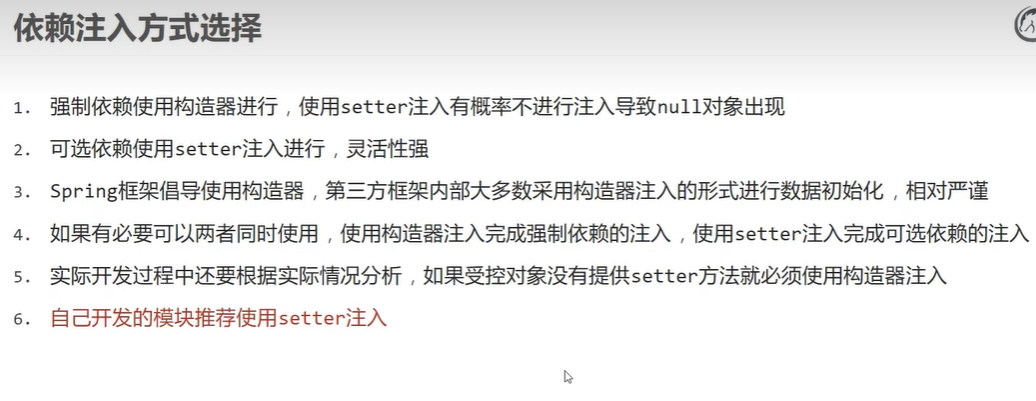 依赖注入方式选择
1. 强制依赖使用构造器进行，使用setter注入有概率不进行注入导致null对象出现
2. 可选依赖使用setter注入进行，灵活性强
3. Spring框架倡导使用构造器，第三方框架内部大多数采用构造器注入的形式进行数据初始化，相对严谨
4. 如果有必要可以两者同时使用，使用构造器注入完成强制依赖的注入，使用setter注入完成可选依赖的注入
5. 实际开发过程中还要根据实际情况分析，如果受控对象没有提供setter方法就必须使用构造器注入
6. 自己开发的模块推荐使用setter注入